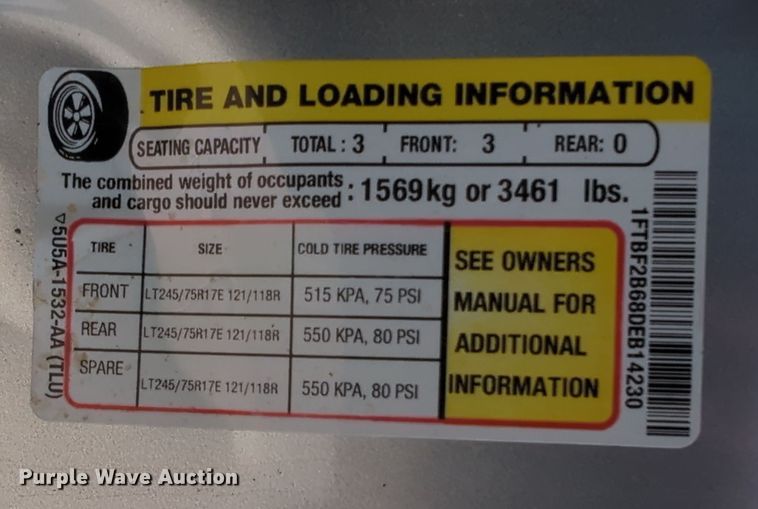 TIRE AND LOADING INFORMATION
SEATING CAPACITY TOTAL : 3 FRONT: 3 REAR: 0
The combined weight of occupants
and cargo should never exceed : 1569kg or 3461 lbs.
TIRE SIZE COLD TIRE PRESSURE
FRONT LT245/75R17E 121/118R 515 KPA, 75 PSI
REAR LT245/75R17E 121/118R 550 KPA, 80 PSI
SPARE LT245/75R17E 121/118R 550 KPA, 80 PSI
SEE OWNERS
MANUAL FOR
ADDITIONAL
INFORMATION
▽5U5A-1532-AA (TLU)
1FTBF2B68DEB14230
Purple Wave Auction